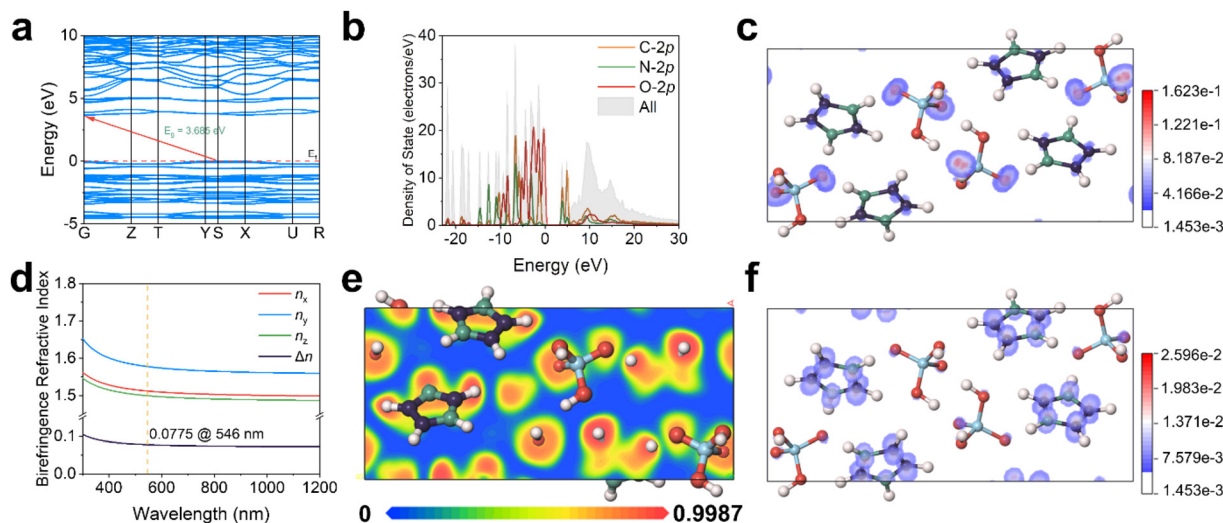 a
10
5
0
-5
Energy (eV)
E_g = 3.685 eV
E_f
G Z T Y S X U R
b
Density of State (electrons/eV)
40
30
20
10
0
C-2p
N-2p
O-2p
All
-20 -10 0 10 20 30
Energy (eV)
c
1.623e-1
1.221e-1
8.187e-2
4.166e-2
1.453e-3
d
Birefringence Refractive Index
1.8
1.7
1.6
1.5
0.1
0.0
n_x
n_y
n_z
Δn
0.0775 @ 546 nm
400 600 800 1000 1200
Wavelength (nm)
e
A
0 0.9987
f
2.596e-2
1.983e-2
1.371e-2
7.579e-3
1.453e-3